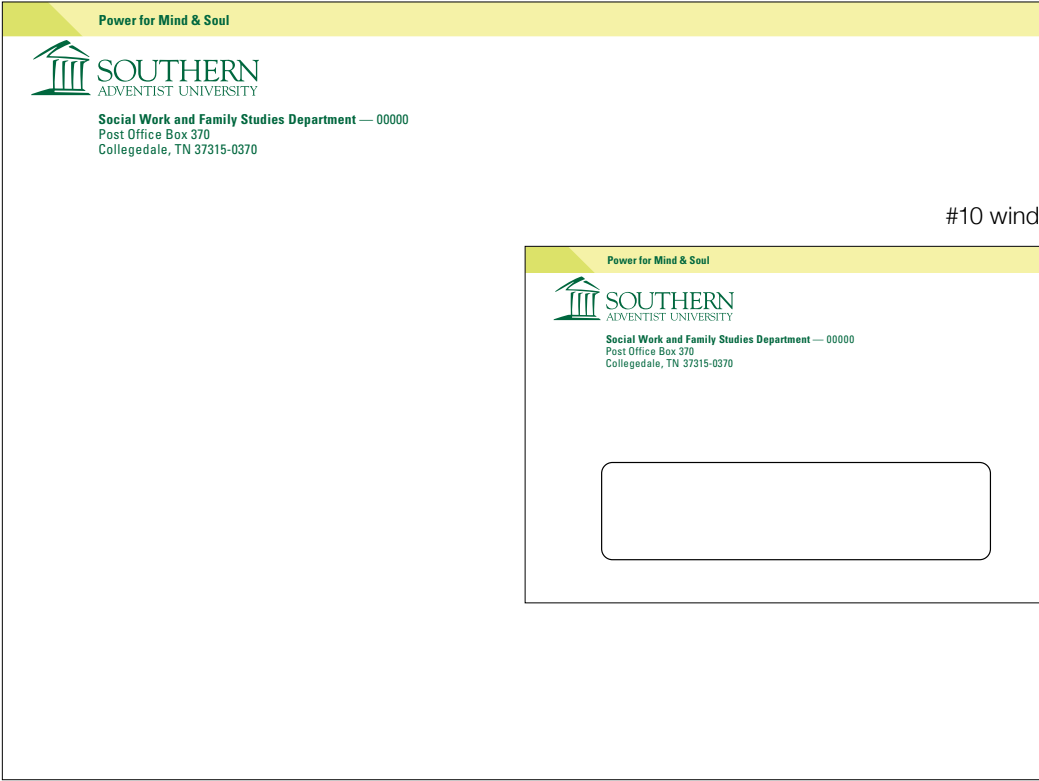 Power for Mind & Soul
SOUTHERN
ADVENTIST UNIVERSITY
Social Work and Family Studies Department — 00000
Post Office Box 370
Collegedale, TN 37315-0370
#10 wind
Power for Mind & Soul
SOUTHERN
ADVENTIST UNIVERSITY
Social Work and Family Studies Department — 00000
Post Office Box 370
Collegedale, TN 37315-0370